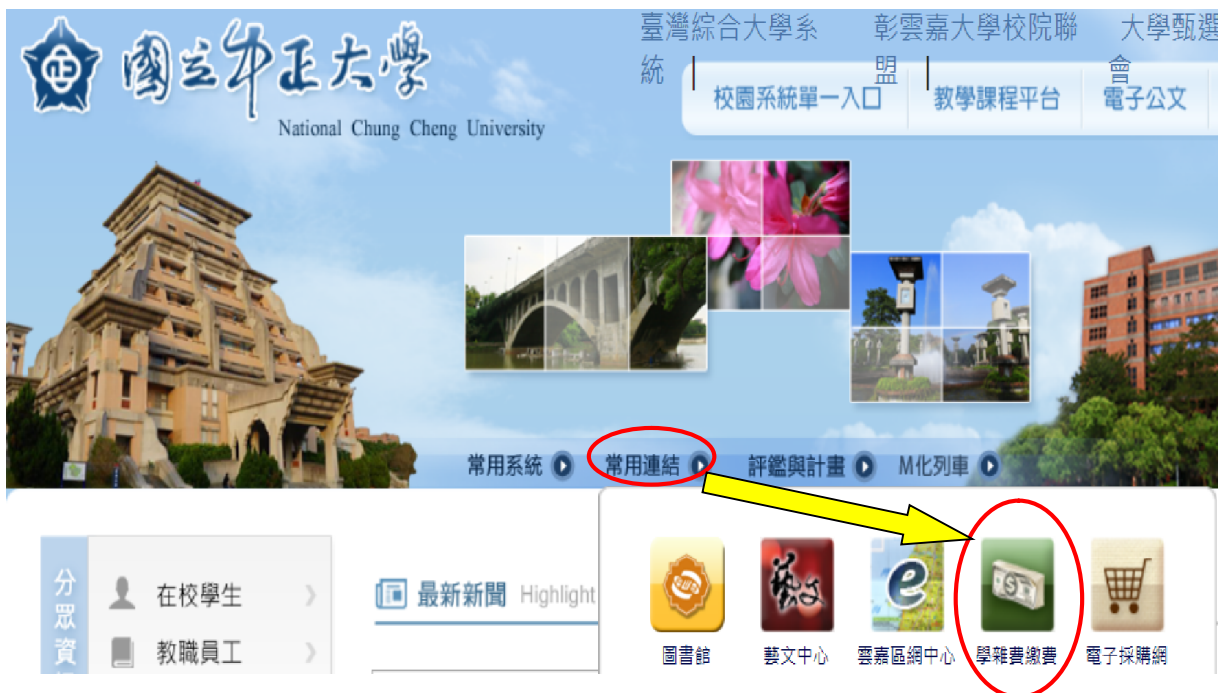 臺灣綜合大學系統 |
彰雲嘉大學校院聯盟 |
大學甄選會
國立中正大學
National Chung Cheng University
校園系統單一入口
教學課程平台
電子公文
常用系統
常用連結
評鑑與計畫
M化列車
分眾資
在校學生
教職員工
最新新聞 Highlight
圖書館
藝文
藝文中心
e
雲嘉區網中心
$
學雜費繳費
電子採購網